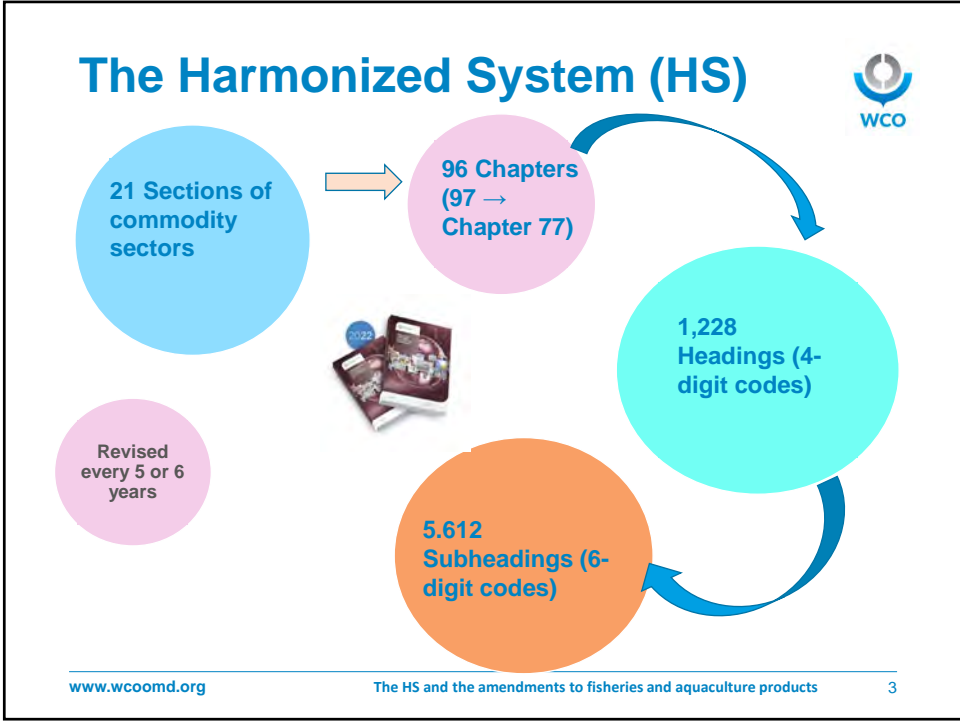 The Harmonized System (HS)
WCO
21 Sections of
commodity
sectors
96 Chapters
(97 →
Chapter 77)
1,228
Headings (4-
digit codes)
2022
Revised
every 5 or 6
years
5.612
Subheadings (6-
digit codes)
www.wcoomd.org
The HS and the amendments to fisheries and aquaculture products
3